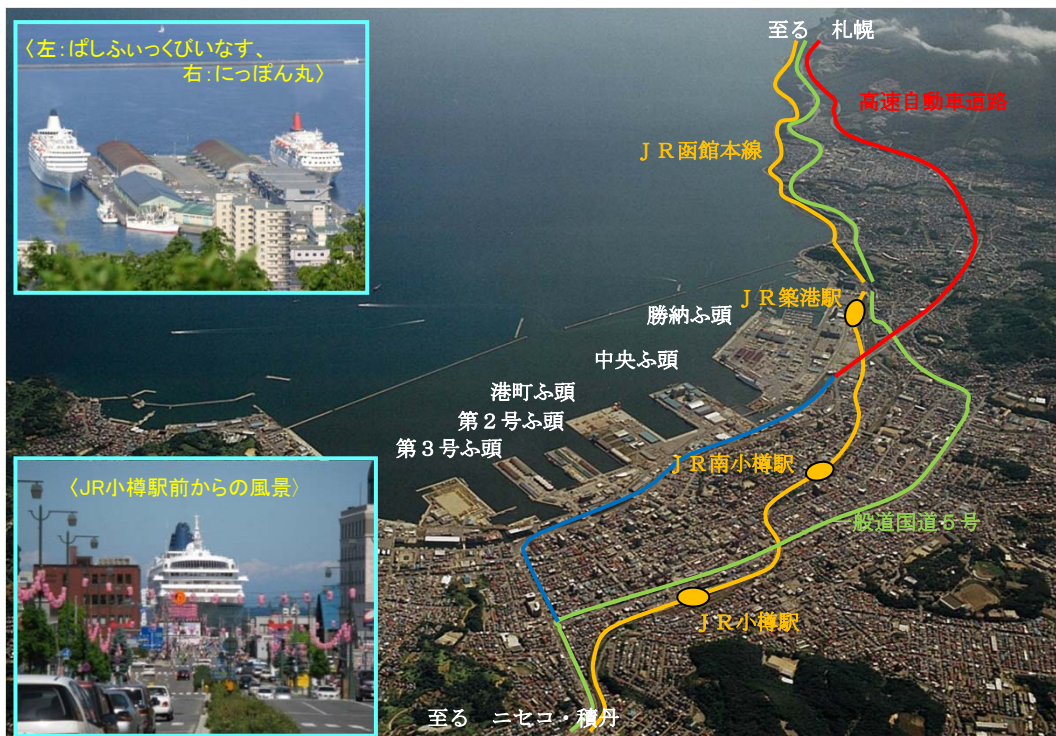 〈左：ぱしふぃっくびいなす、
右：にっぽん丸〉
至る　札幌
高速自動車道路
ＪＲ函館本線
ＪＲ築港駅
勝納ふ頭
中央ふ頭
港町ふ頭
第２号ふ頭
第３号ふ頭
ＪＲ南小樽駅
〈JR小樽駅前からの風景〉
一般道国道５号
ＪＲ小樽駅
至る　ニセコ・積丹